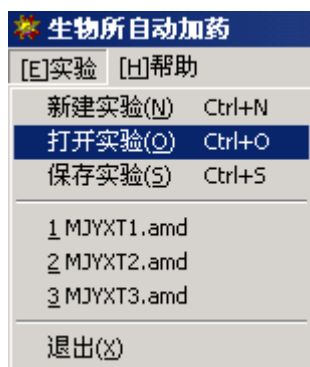 生物所自动加药
[E]实验 [H]帮助
新建实验(N) Ctrl+N
打开实验(O) Ctrl+O
保存实验(S) Ctrl+S
1 MJYXT1.amd
2 MJYXT2.amd
3 MJYXT3.amd
退出(X)